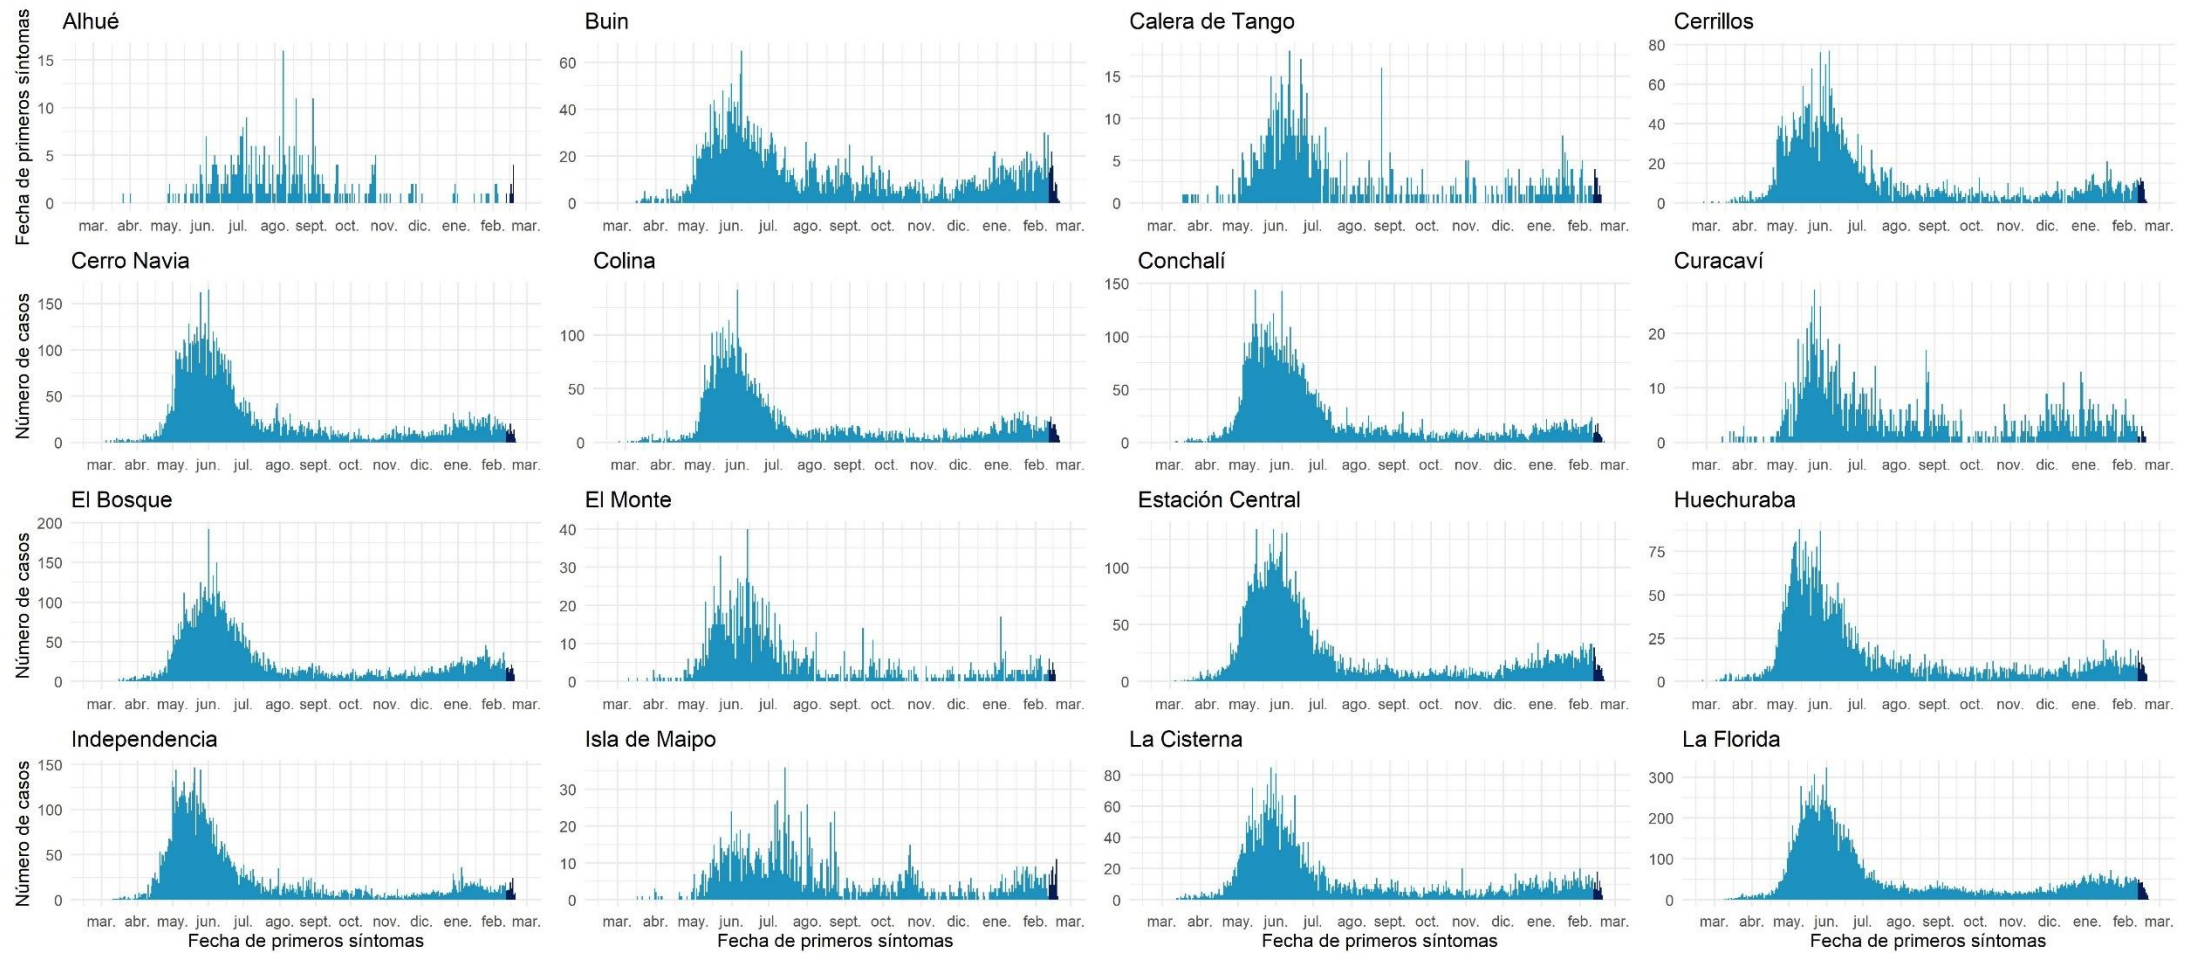 Alhué
Fecha de primeros síntomas
15
10
5
0
mar. abr. may. jun. jul. ago. sept. oct. nov. dic. ene. feb. mar.
Buin
60
40
20
0
mar. abr. may. jun. jul. ago. sept. oct. nov. dic. ene. feb. mar.
Calera de Tango
15
10
5
0
mar. abr. may. jun. jul. ago. sept. oct. nov. dic. ene. feb. mar.
Cerrillos
80
60
40
20
0
mar. abr. may. jun. jul. ago. sept. oct. nov. dic. ene. feb. mar.
Cerro Navia
Número de casos
150
100
50
0
mar. abr. may. jun. jul. ago. sept. oct. nov. dic. ene. feb. mar.
Colina
100
50
0
mar. abr. may. jun. jul. ago. sept. oct. nov. dic. ene. feb. mar.
Conchalí
150
100
50
0
mar. abr. may. jun. jul. ago. sept. oct. nov. dic. ene. feb. mar.
Curacaví
20
10
0
mar. abr. may. jun. jul. ago. sept. oct. nov. dic. ene. feb. mar.
El Bosque
Número de casos
200
150
100
50
0
mar. abr. may. jun. jul. ago. sept. oct. nov. dic. ene. feb. mar.
El Monte
40
30
20
10
0
mar. abr. may. jun. jul. ago. sept. oct. nov. dic. ene. feb. mar.
Estación Central
100
50
0
mar. abr. may. jun. jul. ago. sept. oct. nov. dic. ene. feb. mar.
Huechuraba
75
50
25
0
mar. abr. may. jun. jul. ago. sept. oct. nov. dic. ene. feb. mar.
Independencia
Número de casos
150
100
50
0
mar. abr. may. jun. jul. ago. sept. oct. nov. dic. ene. feb. mar.
Fecha de primeros síntomas
Isla de Maipo
30
20
10
0
mar. abr. may. jun. jul. ago. sept. oct. nov. dic. ene. feb. mar.
Fecha de primeros síntomas
La Cisterna
80
60
40
20
0
mar. abr. may. jun. jul. ago. sept. oct. nov. dic. ene. feb. mar.
Fecha de primeros síntomas
La Florida
300
200
100
0
mar. abr. may. jun. jul. ago. sept. oct. nov. dic. ene. feb. mar.
Fecha de primeros síntomas